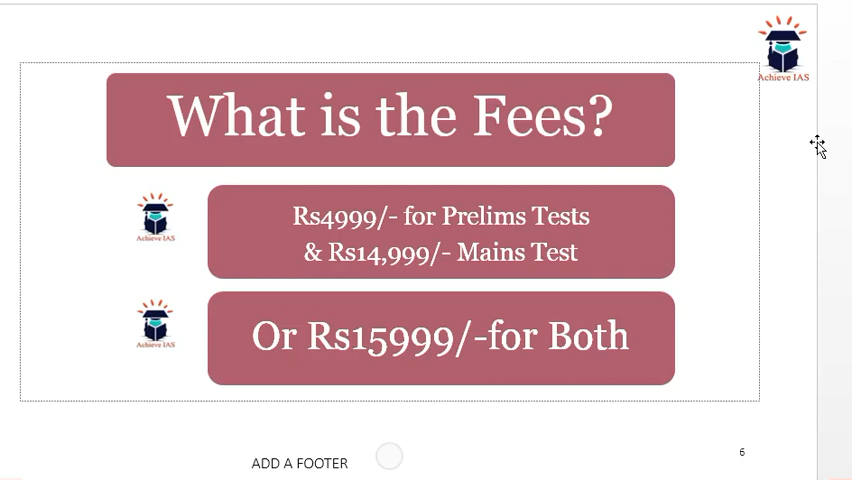 Achieve IAS
What is the Fees?
Achieve IAS
Rs4999/- for Prelims Tests
& Rs14,999/- Mains Test
Achieve IAS
Or Rs15999/-for Both
6
ADD A FOOTER